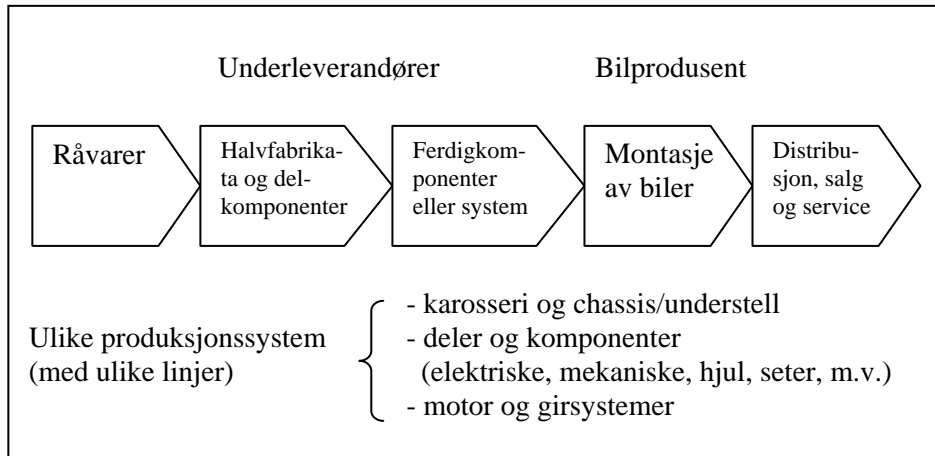 Underleverandører Bilprodusent
Råvarer
Halvfabrika-
ta og del-
komponenter
Ferdigkom-
ponenter
eller system
Montasje
av biler
Distribu-
sjon, salg
og service
Ulike produksjonssystem
(med ulike linjer)
- karosseri og chassis/understell
- deler og komponenter
(elektriske, mekaniske, hjul, seter, m.v.)
- motor og girsystemer